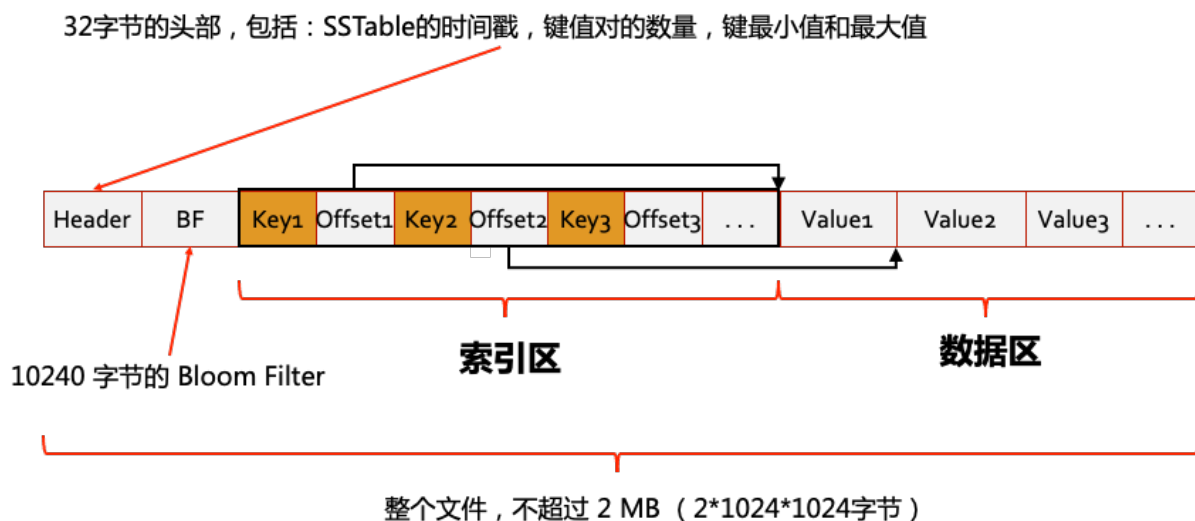 32字节的头部，包括：SSTable的时间戳，键值对的数量，键最小值和最大值
Header BF Key1 Offset1 Key2 Offset2 Key3 Offset3 ... Value1 Value2 Value3 ...
索引区 数据区
10240 字节的 Bloom Filter
整个文件，不超过 2 MB （2*1024*1024字节）